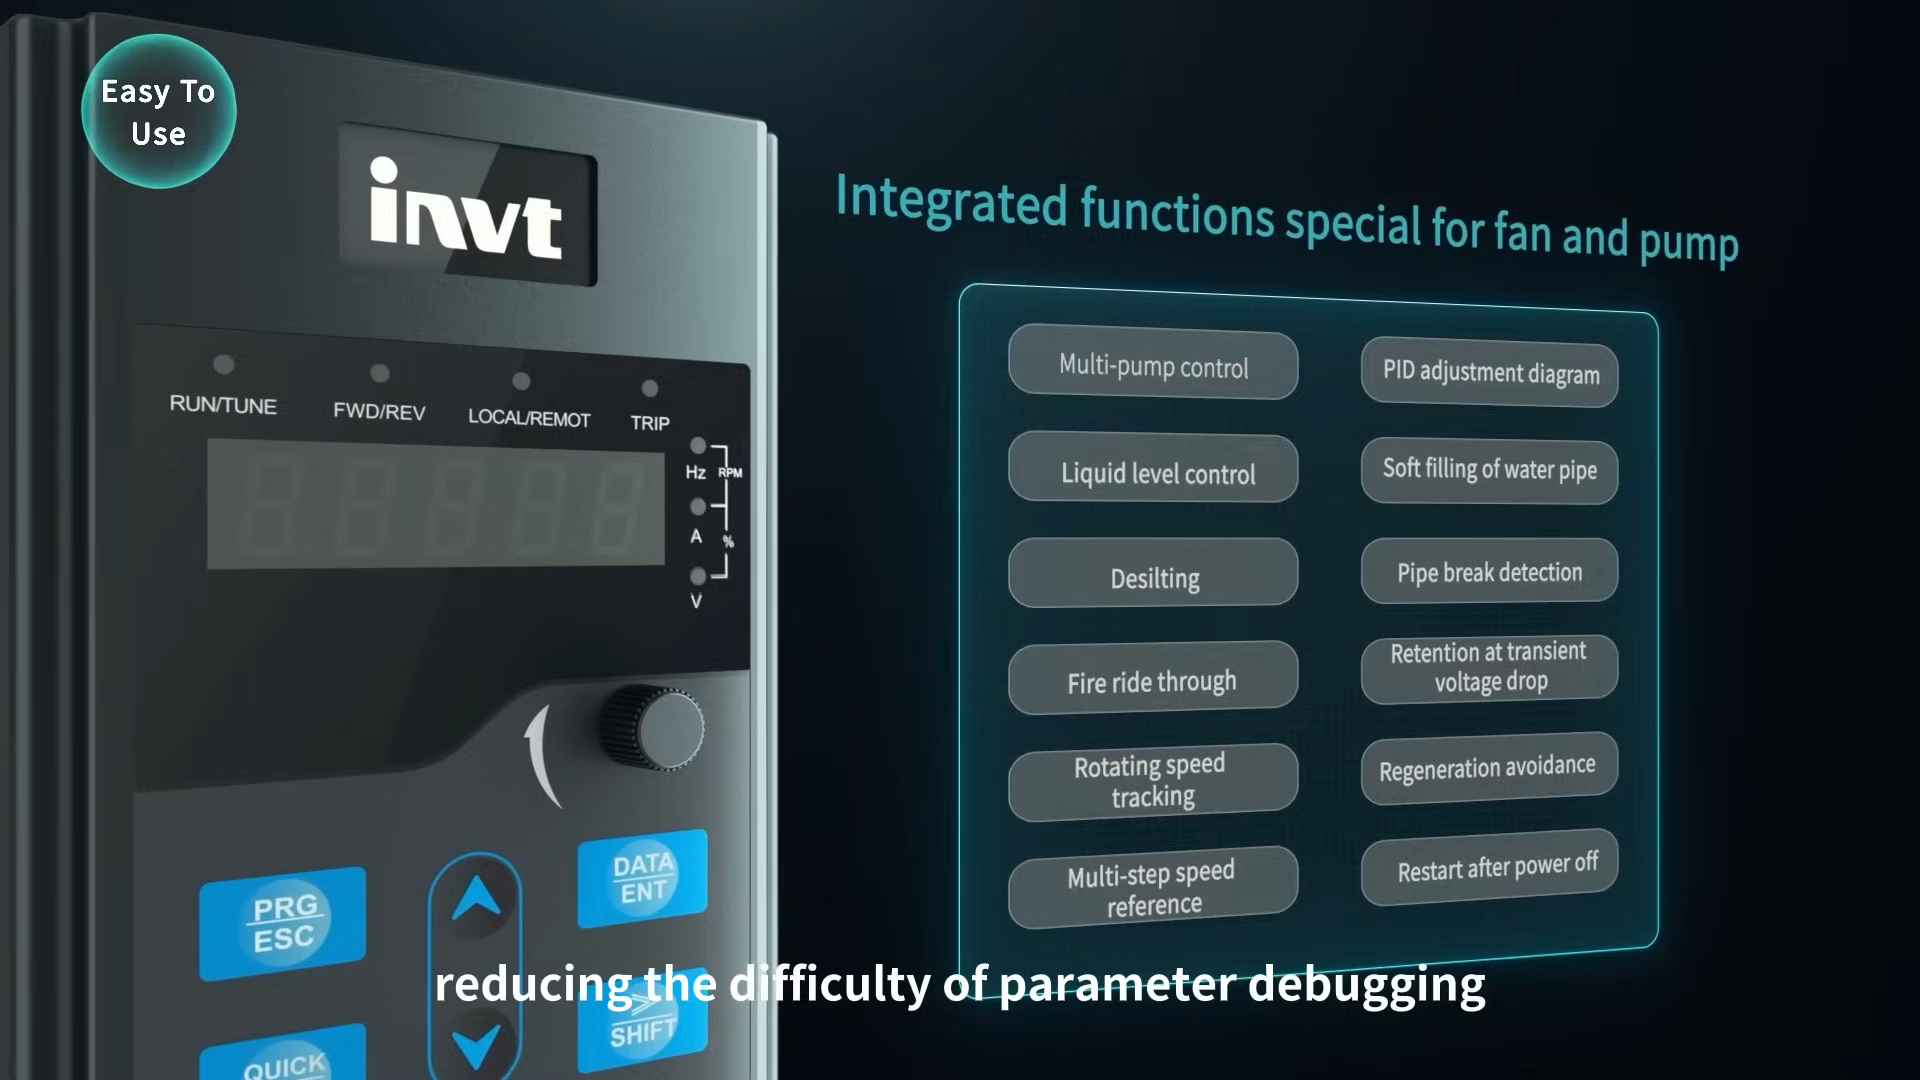 Easy To
Use
invt
RUN/TUNE
FWD/REV
LOCAL/REMOT
TRIP
Hz
RPM
A
%
V
PRG
ESC
DATA
ENT
SHIFT
QUICK
Integrated functions special for fan and pump
Multi-pump control
PID adjustment diagram
Liquid level control
Soft filling of water pipe
Desilting
Pipe break detection
Fire ride through
Retention at transient
voltage drop
Rotating speed
tracking
Regeneration avoidance
Multi-step speed
reference
Restart after power off
reducing the difficulty of parameter debugging